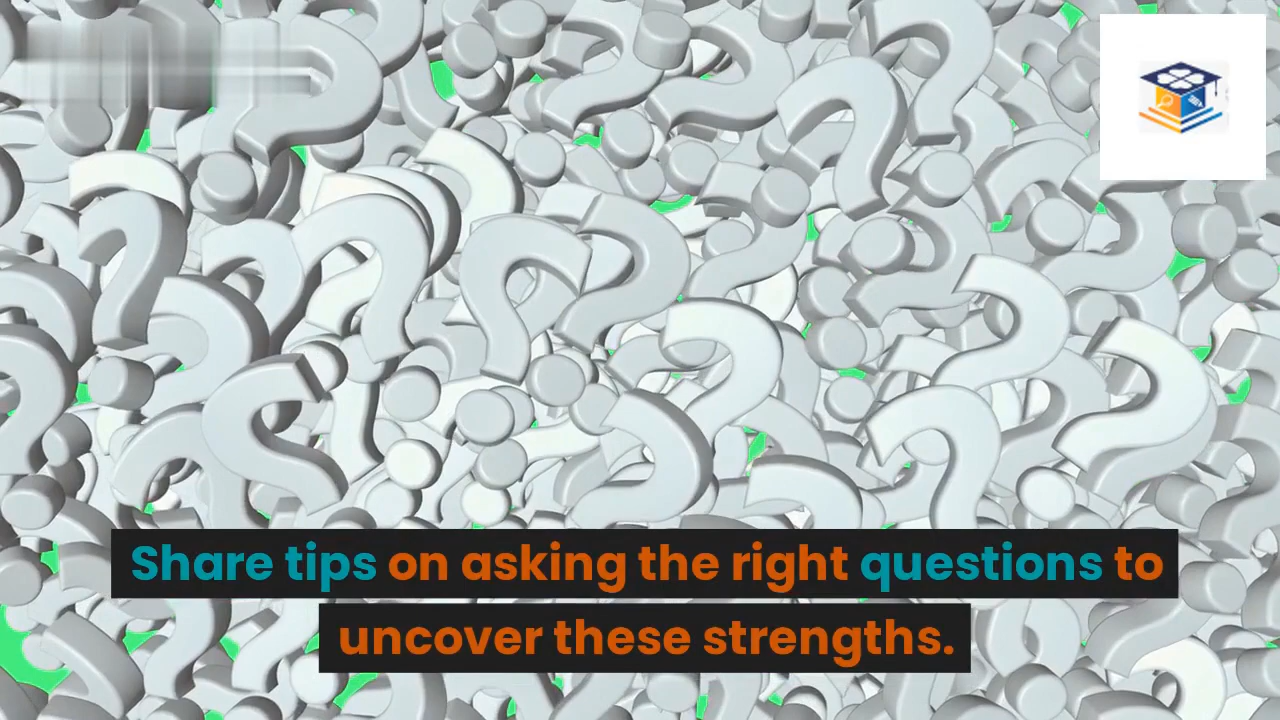 Share tips on asking the right questions to
uncover these strengths.